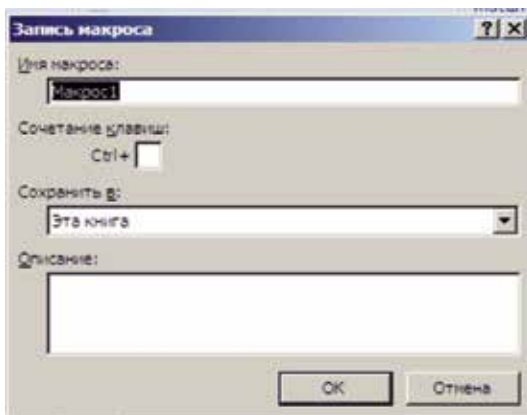 Запись макроса
Имя макроса:
Макрос1
Сочетание клавиш:
Ctrl+
Сохранить в:
Эта книга
Описание:
ОК Отмена